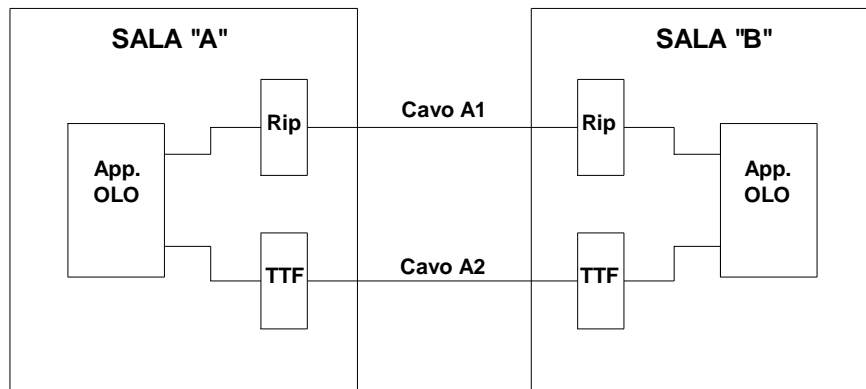 SALA "A"
SALA "B"
Rip
Cavo A1
Rip
App.
OLO
App.
OLO
TTF
Cavo A2
TTF